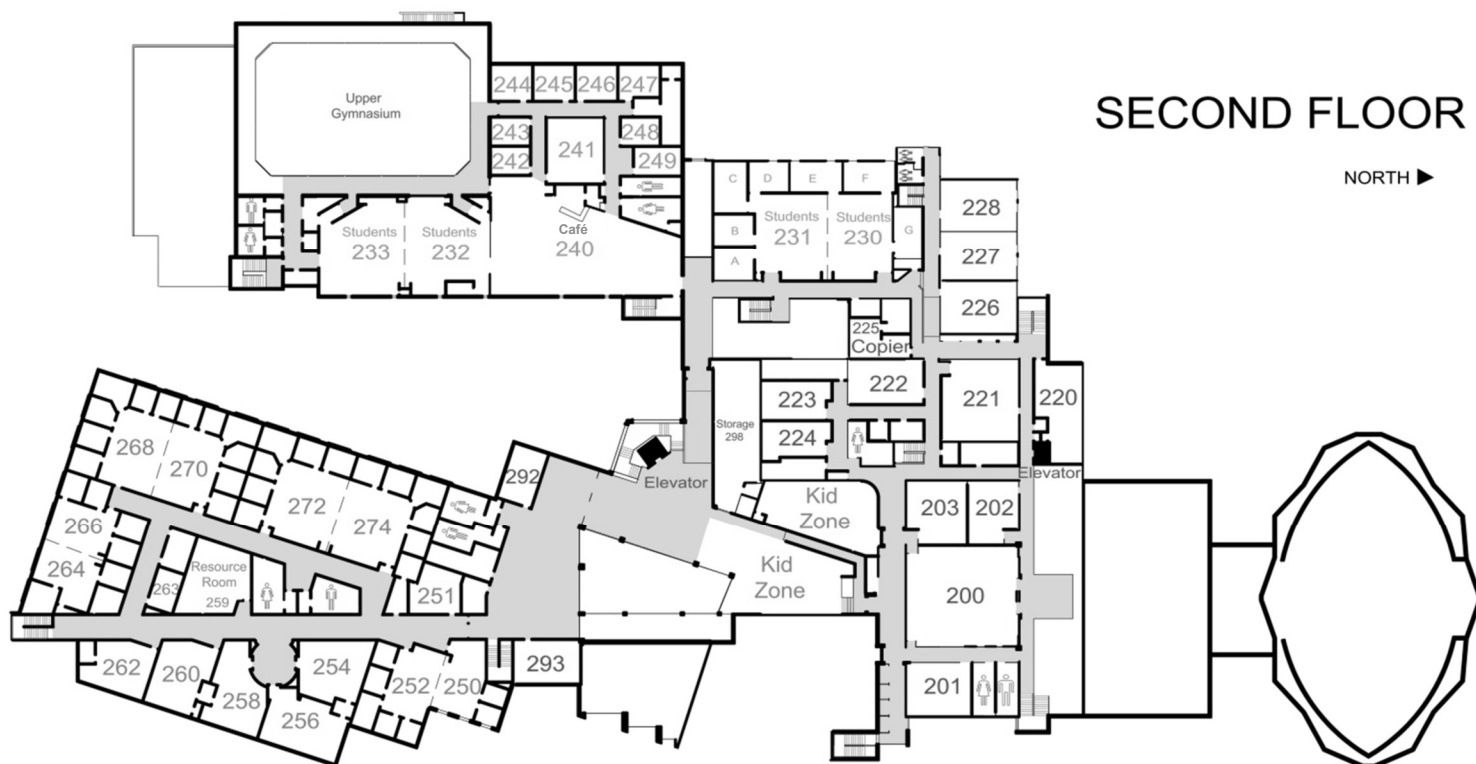 SECOND FLOOR
NORTH
Upper
Gymnasium
244
245
246
247
243
241
248
242
249
Students
233
Students
232
Café
240
C
D
E
F
B
A
G
Students
231
Students
230
228
227
226
225
Copier
222
221
220
223
224
Storage
298
Elevator
Elevator
292
Kid
Zone
Kid
Zone
203
202
200
201
268
270
272
274
266
264
263
Resource
Room
259
251
262
260
258
254
256
252
250
293